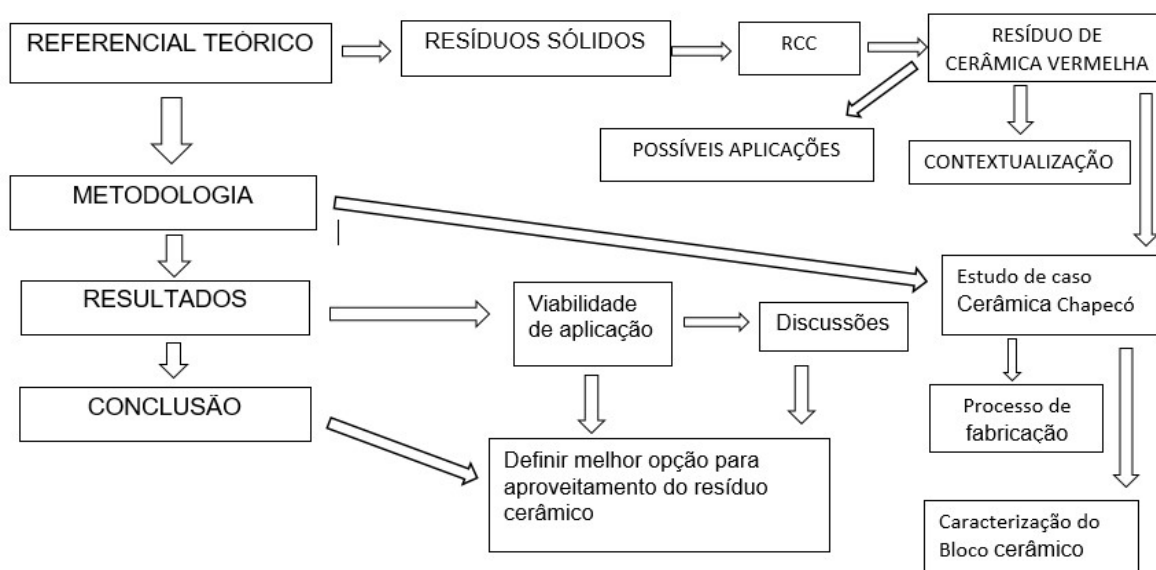 REFERENCIAL TEÓRICO
RESÍDUOS SÓLIDOS
RCC
RESÍDUO DE
CERÂMICA VERMELHA
POSSÍVEIS APLICAÇÕES
CONTEXTUALIZAÇÃO
METODOLOGIA
Estudo de caso
Cerâmica Chapecó
RESULTADOS
Viabilidade
de aplicação
Discussões
CONCLUSÃO
Processo de
fabricação
Definir melhor opção para
aproveitamento do resíduo
cerâmico
Caracterização do
Bloco cerâmico